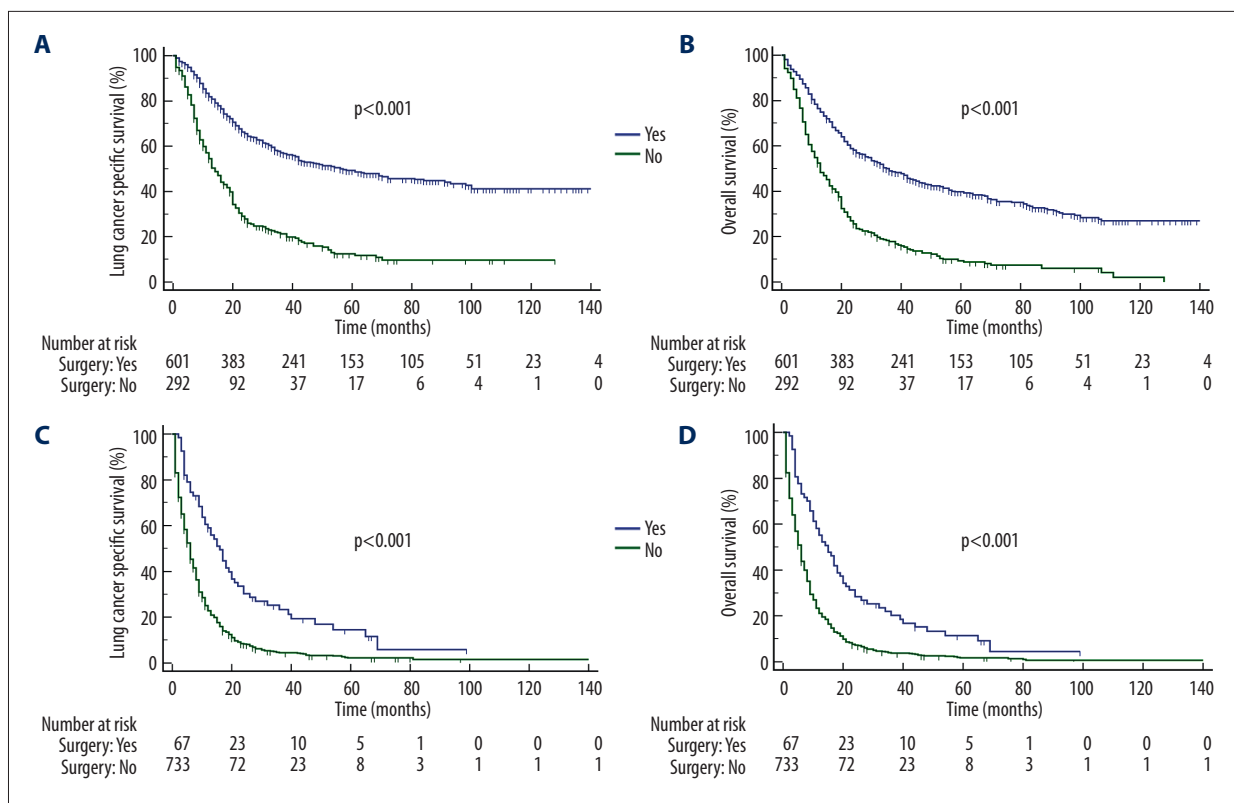 A
Lung cancer specific survival (%)
100
80
60
40
20
0
p<0.001
0 20 40 60 80 100 120 140
Time (months)
Number at risk
Surgery: Yes 601 383 241 153 105 51 23 4
Surgery: No 292 92 37 17 6 4 1 0
Yes
No
B
Overall survival (%)
100
80
60
40
20
0
p<0.001
0 20 40 60 80 100 120 140
Time (months)
Number at risk
Surgery: Yes 601 383 241 153 105 51 23 4
Surgery: No 292 92 37 17 6 4 1 0
C
Lung cancer specific survival (%)
100
80
60
40
20
0
p<0.001
0 20 40 60 80 100 120 140
Time (months)
Number at risk
Surgery: Yes 67 23 10 5 1 0 0 0
Surgery: No 733 72 23 8 3 1 1 1
Yes
No
D
Overall survival (%)
100
80
60
40
20
0
p<0.001
0 20 40 60 80 100 120 140
Time (months)
Number at risk
Surgery: Yes 67 23 10 5 1 0 0 0
Surgery: No 733 72 23 8 3 1 1 1